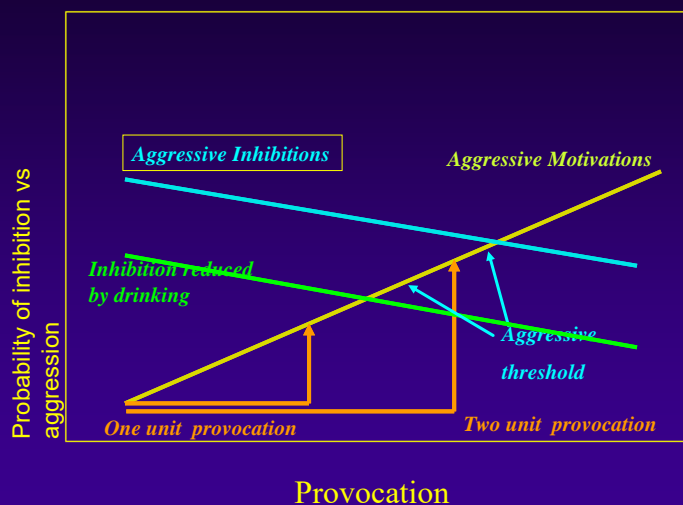 Probability of inhibition vs
aggression
Aggressive Inhibitions
Aggressive Motivations
Inhibition reduced
by drinking
Aggressive
threshold
One unit provocation
Two unit provocation
Provocation